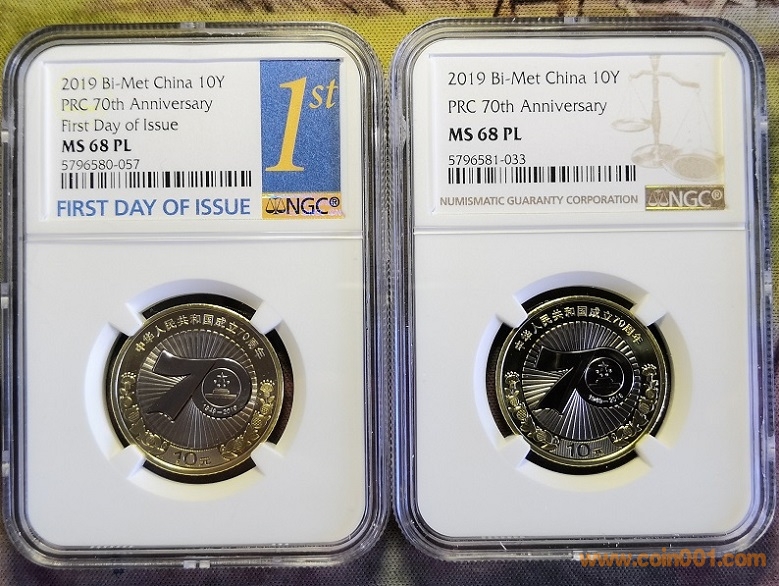 2019 Bi-Met China 10Y
PRC 70th Anniversary
First Day of Issue
MS 68 PL
5796580-057
FIRST DAY OF ISSUE
1st
NGC®
中华人民共和国成立70周年
70
1949-2019
10元
2019 Bi-Met China 10Y
PRC 70th Anniversary
MS 68 PL
5796581-033
NUMISMATIC GUARANTY CORPORATION
NGC®
中华人民共和国成立70周年
70
1949-2019
10元
www.coin001.com